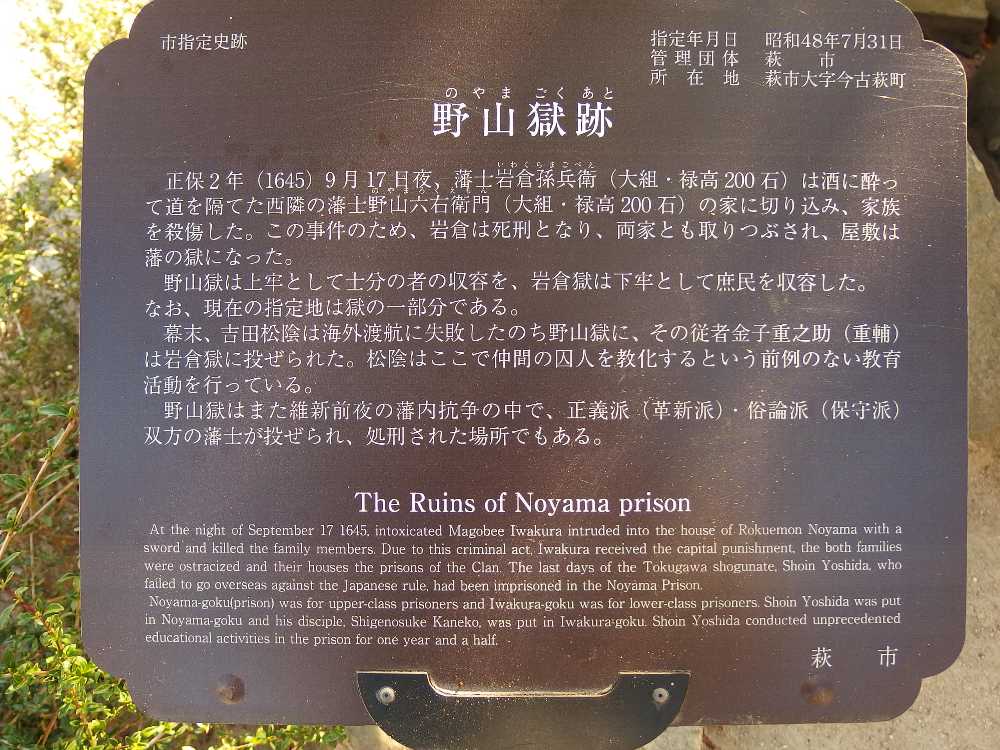 市指定史跡
指定年月日 昭和48年7月31日
管理団体 萩市
所在地 萩市大字今古萩町
のやまごくあと
野山獄跡
いわくらまごべえ
正保2年（1645）9月17日夜、藩士岩倉孫兵衛（大組・禄高200石）は酒に酔っ
のやまろくえもん
て道を隔てた西隣の藩士野山六右衛門（大組・禄高200石）の家に切り込み、家族
を殺傷した。この事件のため、岩倉は死刑となり、両家とも取りつぶされ、屋敷は
藩の獄になった。
野山獄は上牢として士分の者の収容を、岩倉獄は下牢として庶民を収容した。
なお、現在の指定地は獄の一部分である。
幕末、吉田松陰は海外渡航に失敗したのち野山獄に、その従者金子重之助（重輔）
は岩倉獄に投ぜられた。松陰はここで仲間の囚人を教化するという前例のない教育
活動を行っている。
野山獄はまた維新前夜の藩内抗争の中で、正義派（革新派）・俗論派（保守派）
双方の藩士が投ぜられ、処刑された場所でもある。
The Ruins of Noyama prison
At the night of September 17 1645, intoxicated Magobee Iwakura intruded into the house of Rokuemon Noyama with a
sword and killed the family members. Due to this criminal act, Iwakura received the capital punishment, the both families
were ostracized and their houses the prisons of the Clan. The last days of the Tokugawa shogunate, Shoin Yoshida, who
failed to go overseas against the Japanese rule, had been imprisoned in the Noyama Prison.
Noyama-goku(prison) was for upper-class prisoners and Iwakura-goku was for lower-class prisoners. Shoin Yoshida was put
in Noyama-goku and his disciple, Shigenosuke Kaneko, was put in Iwakura-goku. Shoin Yoshida conducted unprecedented
educational activities in the prison for one year and a half.
萩市